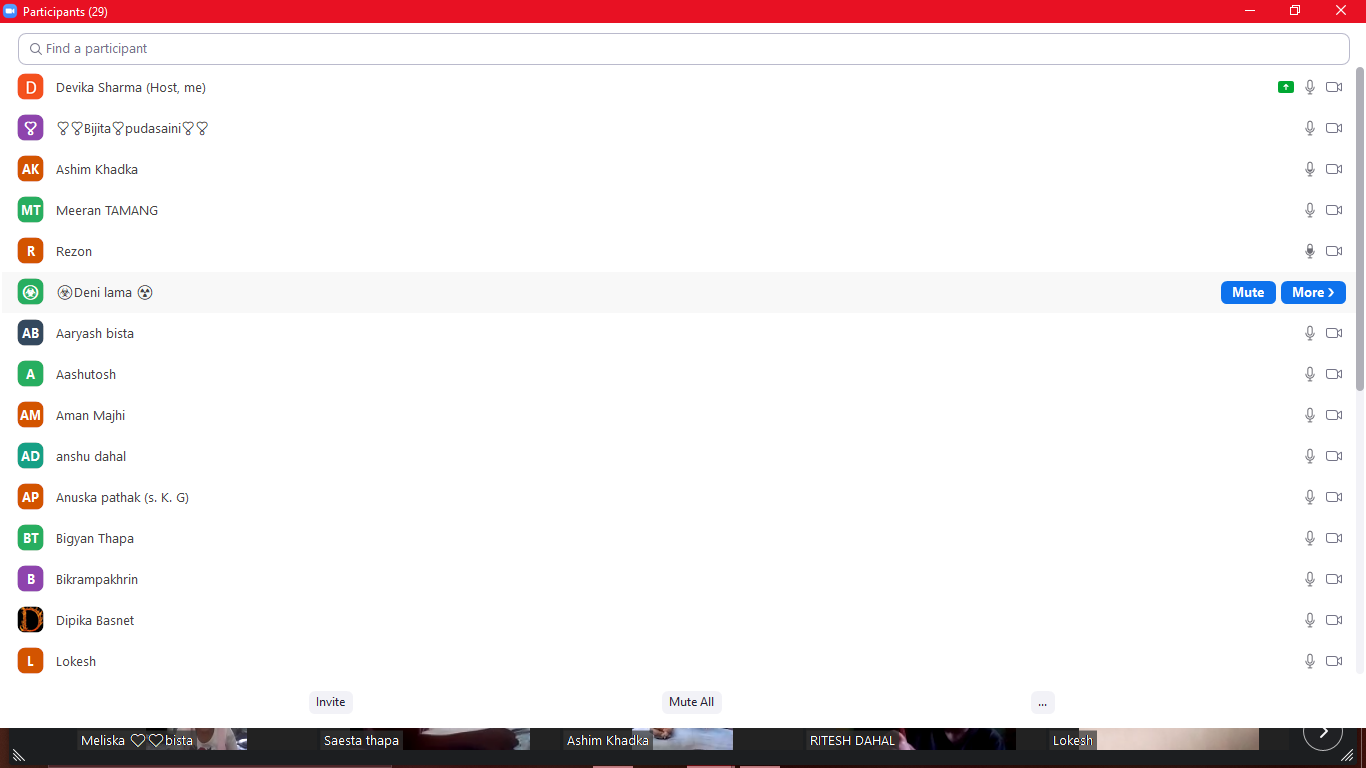 Participants (29)
Find a participant
D Devika Sharma (Host, me)
♡♡Bijita♡pudasaini♡♡
AK Ashim Khadka
MT Meeran TAMANG
R Rezon
☣Deni lama ☢ Mute More >
AB Aaryash bista
A Aashutosh
AM Aman Majhi
AD anshu dahal
AP Anuska pathak (s. K. G)
BT Bigyan Thapa
B Bikrampakhrin
D Dipika Basnet
L Lokesh
Invite Mute All ...
Meliska ♡♡bista Saesta thapa Ashim Khadka RITESH DAHAL Lokesh